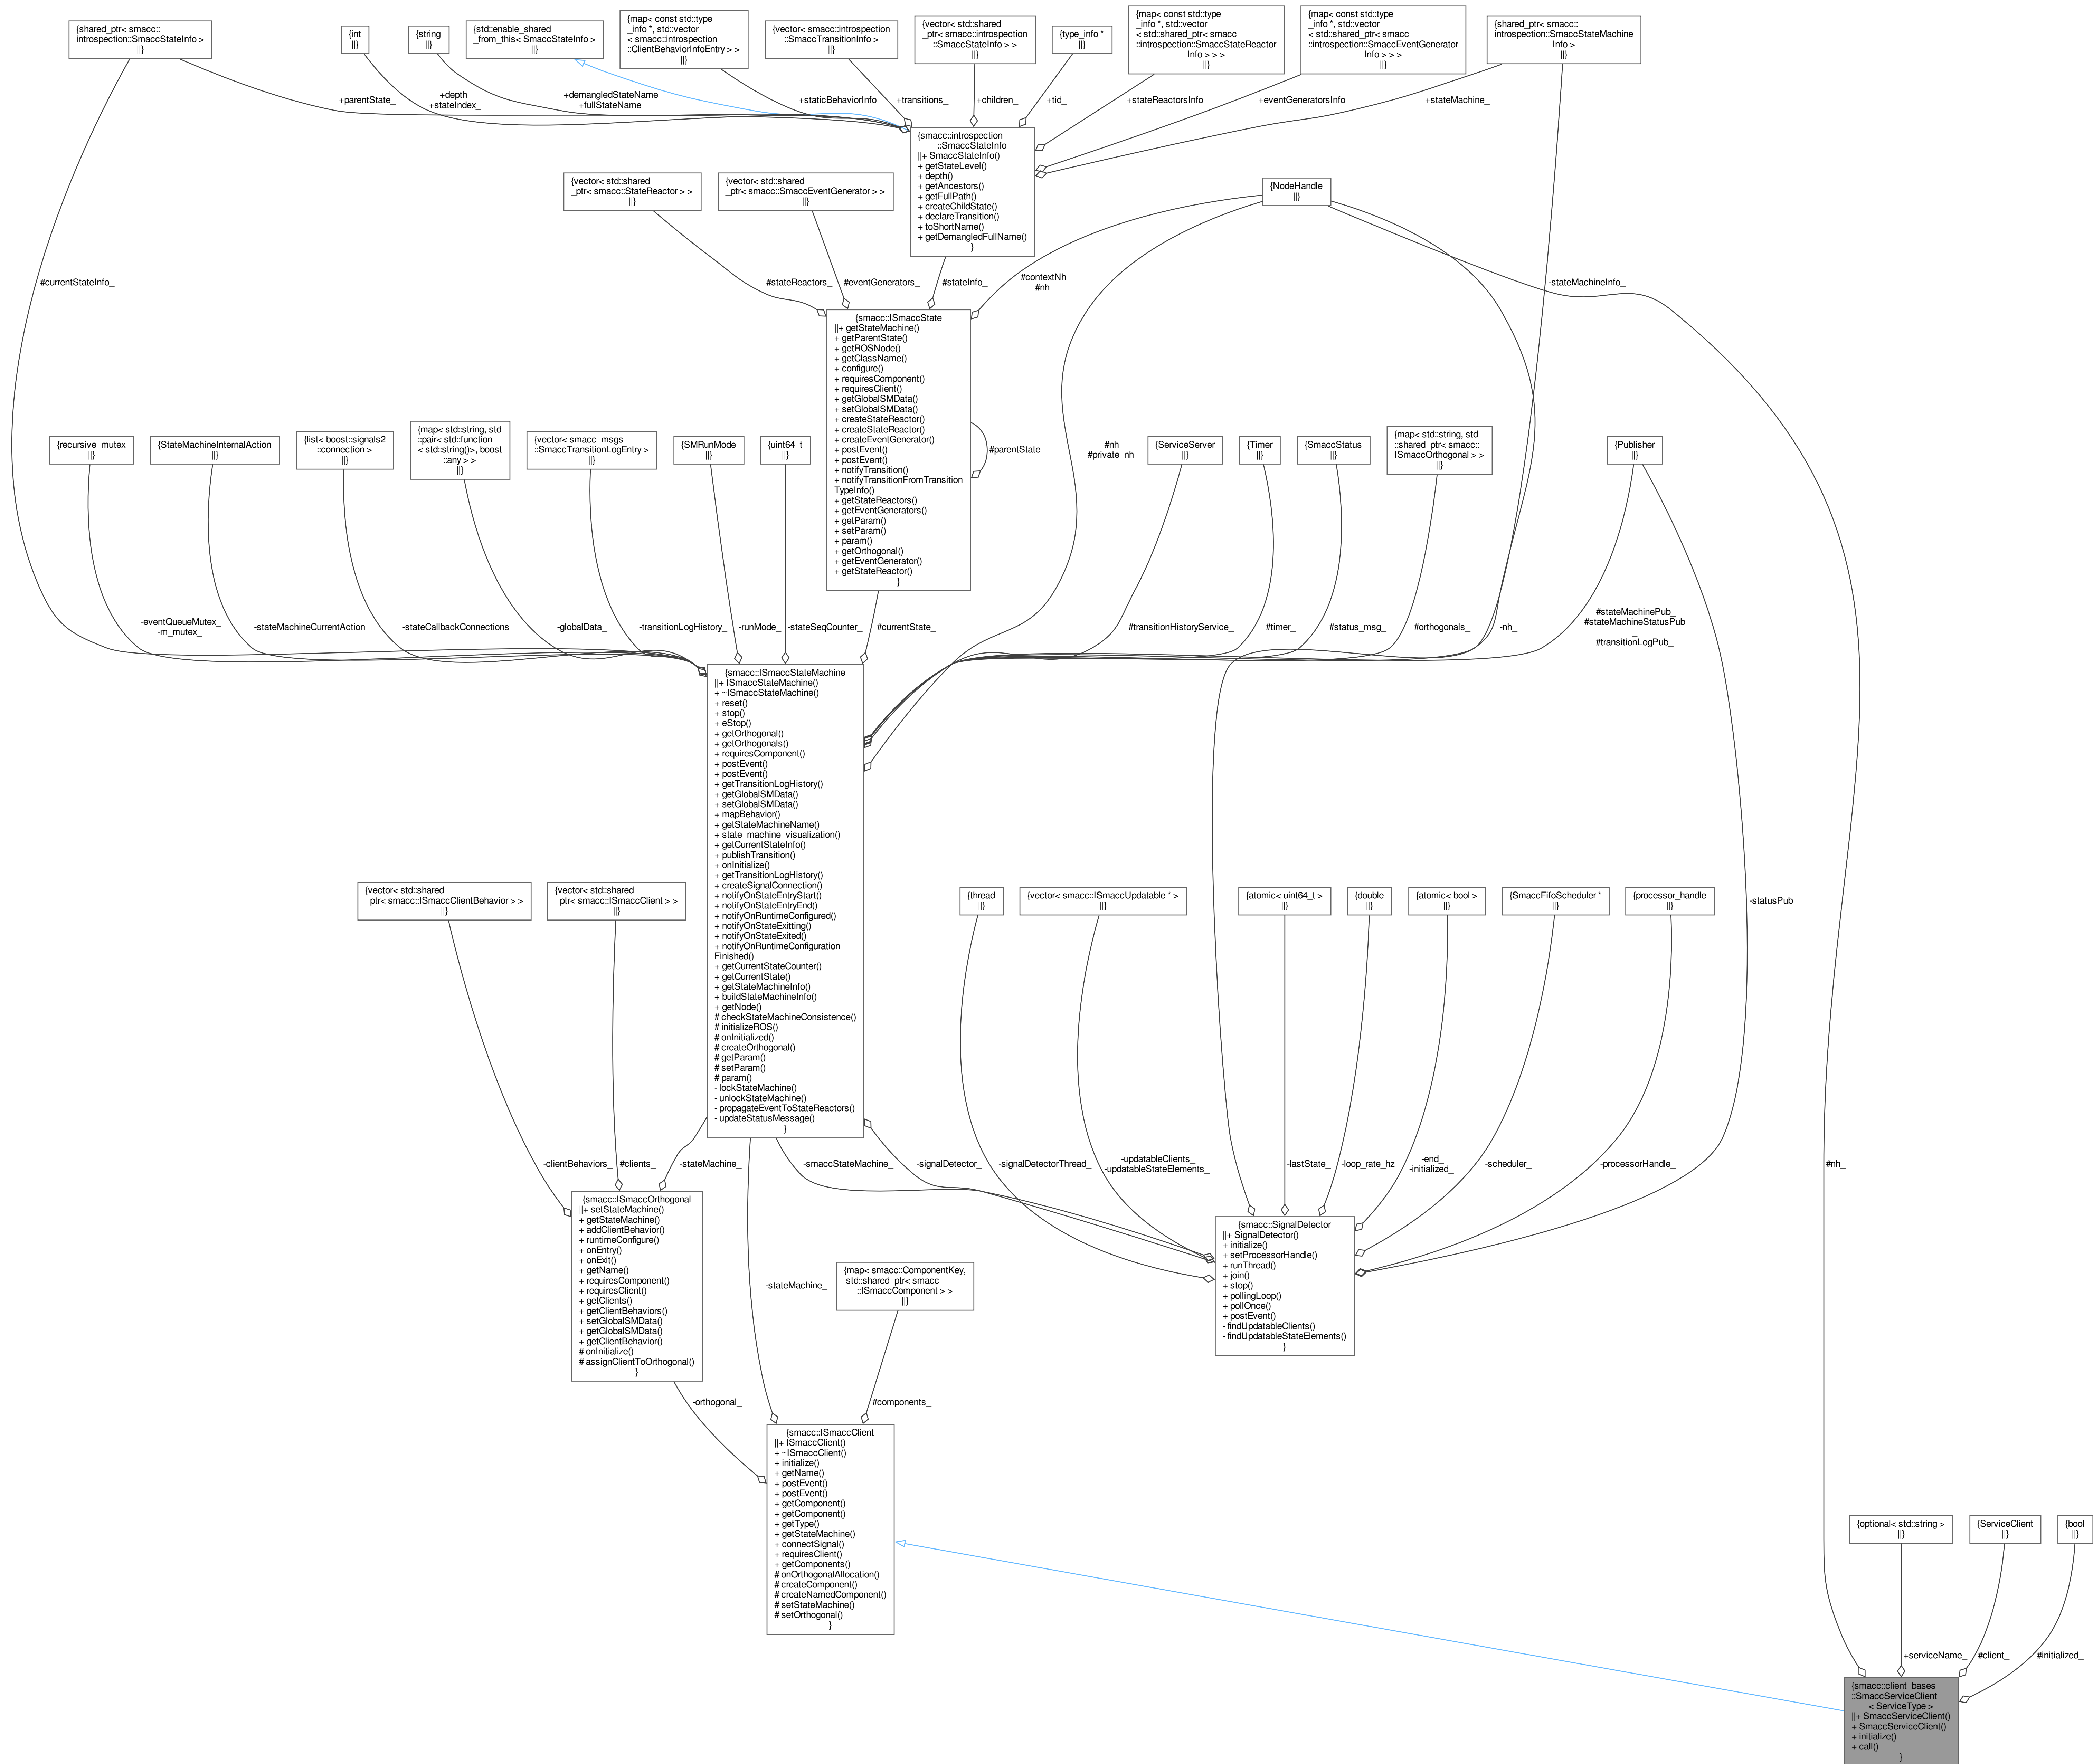 {shared_ptr< smacc::
introspection::SmaccStateInfo >
||}
{int
||}
{string
||}
{std::enable_shared
_from_this< SmaccStateInfo >
||}
{map< const std::type
_info *, std::vector
< smacc::introspection
::ClientBehaviorInfoEntry > >
||}
{vector< smacc::introspection
::SmaccTransitionInfo >
||}
{vector< std::shared
_ptr< smacc::introspection
::SmaccStateInfo > >
||}
{type_info *
||}
{map< const std::type
_info *, std::vector
< std::shared_ptr< smacc
::introspection::SmaccStateReactor
Info > > >
||}
{map< const std::type
_info *, std::vector
< std::shared_ptr< smacc
::introspection::SmaccEventGenerator
Info > > >
||}
{shared_ptr< smacc::
introspection::SmaccStateMachine
Info >
||}
+parentState_
+depth_
+stateIndex_
+demangledStateName
+fullStateName
+staticBehaviorInfo
+transitions_
+children_
+tid_
+stateReactorsInfo
+eventGeneratorsInfo
+stateMachine_
{smacc::introspection
::SmaccStateInfo
||+ SmaccStateInfo()
+ getStateLevel()
+ depth()
+ getAncestors()
+ getFullPath()
+ createChildState()
+ declareTransition()
+ toShortName()
+ getDemangledFullName()
}
{vector< std::shared
_ptr< smacc::StateReactor > >
||}
{vector< std::shared
_ptr< smacc::SmaccEventGenerator > >
||}
{NodeHandle
||}
#currentStateInfo_
#stateReactors_
#eventGenerators_
#stateInfo_
#contextNh
#nh
-stateMachineInfo_
{smacc::ISmaccState
||+ getStateMachine()
+ getParentState()
+ getROSNode()
+ getClassName()
+ configure()
+ requiresComponent()
+ requiresClient()
+ getGlobalSMData()
+ setGlobalSMData()
+ createStateReactor()
+ createStateReactor()
+ createEventGenerator()
+ postEvent()
+ postEvent()
+ notifyTransition()
+ notifyTransitionFromTransition
TypeInfo()
+ getStateReactors()
+ getEventGenerators()
+ getParam()
+ setParam()
+ param()
+ getOrthogonal()
+ getEventGenerator()
+ getStateReactor()
}
#parentState_
#nh_
#private_nh_
{recursive_mutex
||}
{StateMachineInternalAction
||}
{list< boost::signals2
::connection >
||}
{map< std::string, std
::pair< std::function
< std::string()>, boost
::any > >
||}
{vector< smacc_msgs
::SmaccTransitionLogEntry >
||}
{SMRunMode
||}
{uint64_t
||}
{ServiceServer
||}
{Timer
||}
{SmaccStatus
||}
{map< std::string, std
::shared_ptr< smacc::
ISmaccOrthogonal > >
||}
{Publisher
||}
-eventQueueMutex_
-m_mutex_
-stateMachineCurrentAction
-stateCallbackConnections
-globalData_
-transitionLogHistory_
-runMode_
-stateSeqCounter_
#currentState_
#transitionHistoryService_
#timer_
#status_msg_
#orthogonals_
-nh_
#stateMachinePub_
#stateMachineStatusPub
_
#transitionLogPub_
{smacc::ISmaccStateMachine
||+ ISmaccStateMachine()
+ ~ISmaccStateMachine()
+ reset()
+ stop()
+ eStop()
+ getOrthogonal()
+ getOrthogonals()
+ requiresComponent()
+ postEvent()
+ postEvent()
+ getTransitionLogHistory()
+ getGlobalSMData()
+ setGlobalSMData()
+ mapBehavior()
+ getStateMachineName()
+ state_machine_visualization()
+ getCurrentStateInfo()
+ publishTransition()
+ onInitialize()
+ getTransitionLogHistory()
+ createSignalConnection()
+ notifyOnStateEntryStart()
+ notifyOnStateEntryEnd()
+ notifyOnRuntimeConfigured()
+ notifyOnStateExitting()
+ notifyOnStateExited()
+ notifyOnRuntimeConfiguration
Finished()
+ getCurrentStateCounter()
+ getCurrentState()
+ getStateMachineInfo()
+ buildStateMachineInfo()
+ getNode()
# checkStateMachineConsistence()
# initializeROS()
# onInitialized()
# createOrthogonal()
# getParam()
# setParam()
# param()
- lockStateMachine()
- unlockStateMachine()
- propagateEventToStateReactors()
- updateStatusMessage()
}
{vector< std::shared
_ptr< smacc::ISmaccClientBehavior > >
||}
{vector< std::shared
_ptr< smacc::ISmaccClient > >
||}
{thread
||}
{vector< smacc::ISmaccUpdatable * >
||}
{atomic< uint64_t >
||}
{double
||}
{atomic< bool >
||}
{SmaccFifoScheduler *
||}
{processor_handle
||}
-statusPub_
-clientBehaviors_
#clients_
-stateMachine_
-smaccStateMachine_
-signalDetector_
-signalDetectorThread_
-updatableClients_
-updatableStateElements_
-lastState_
-loop_rate_hz
-end_
-initialized_
-scheduler_
-processorHandle_
#nh_
{smacc::ISmaccOrthogonal
||+ setStateMachine()
+ getStateMachine()
+ addClientBehavior()
+ runtimeConfigure()
+ onEntry()
+ onExit()
+ getName()
+ requiresComponent()
+ requiresClient()
+ getClients()
+ getClientBehaviors()
+ setGlobalSMData()
+ getGlobalSMData()
+ getClientBehavior()
# onInitialize()
# assignClientToOrthogonal()
}
{smacc::SignalDetector
||+ SignalDetector()
+ initialize()
+ setProcessorHandle()
+ runThread()
+ join()
+ stop()
+ pollingLoop()
+ pollOnce()
+ postEvent()
- findUpdatableClients()
- findUpdatableStateElements()
}
-stateMachine_
{map< smacc::ComponentKey,
std::shared_ptr< smacc
::ISmaccComponent > >
||}
-orthogonal_
#components_
{smacc::ISmaccClient
||+ ISmaccClient()
+ ~ISmaccClient()
+ initialize()
+ getName()
+ postEvent()
+ postEvent()
+ getComponent()
+ getComponent()
+ getType()
+ getStateMachine()
+ connectSignal()
+ requiresClient()
+ getComponents()
# onOrthogonalAllocation()
# createComponent()
# createNamedComponent()
# setStateMachine()
# setOrthogonal()
}
{optional< std::string >
||}
{ServiceClient
||}
{bool
||}
+serviceName_
#client_
#initialized_
{smacc::client_bases
::SmaccServiceClient
< ServiceType >
||+ SmaccServiceClient()
+ SmaccServiceClient()
+ initialize()
+ call()
}